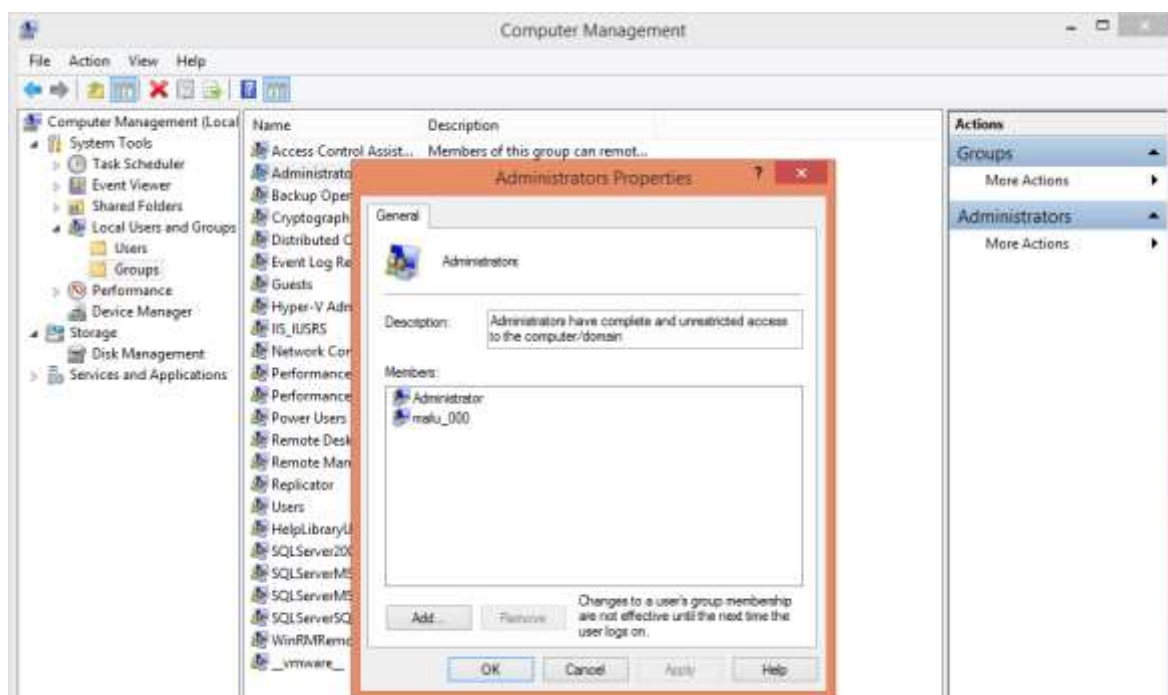 Computer Management
File Action View Help
Computer Management (Local
System Tools
Task Scheduler
Event Viewer
Shared Folders
Local Users and Groups
Users
Groups
Performance
Device Manager
Storage
Disk Management
Services and Applications
Name Description
Access Control Assist... Members of this group can remot...
Administrato
Backup Oper
Cryptograph
Distributed C
Event Log Re
Guests
Hyper-V Adm
IIS_IUSRS
Network Con
Performance
Performance
Power Users
Remote Desk
Remote Man
Replicator
Users
HelpLibraryU
SQLServer200
SQLServerMS
SQLServerMS
SQLServerSQ
WinRMRemo
__vmware__
Administrators Properties
General
Administrators
Description: Administrators have complete and unrestricted access
to the computer/domain
Members:
Administrator
malu_000
Add...
Remove
Changes to a user's group membership
are not effective until the next time the
user logs on.
OK Cancel Apply Help
Actions
Groups
More Actions
Administrators
More Actions